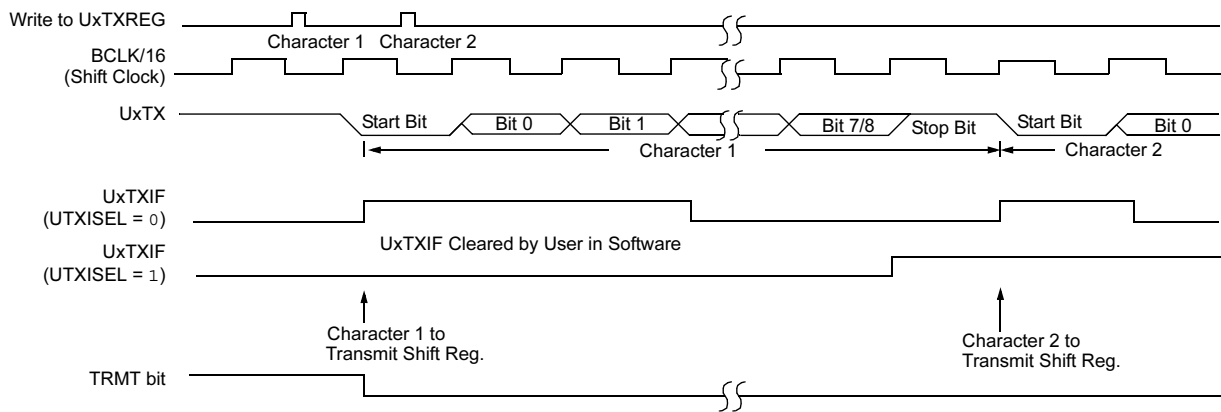 Write to UxTXREG
Character 1
Character 2
BCLK/16
(Shift Clock)
UxTX
Start Bit
Bit 0
Bit 1
Bit 7/8
Stop Bit
Start Bit
Bit 0
Character 1
Character 2
UxTXIF
(UTXISEL = 0)
UxTXIF Cleared by User in Software
UxTXIF
(UTXISEL = 1)
Character 1 to
Transmit Shift Reg.
Character 2 to
Transmit Shift Reg.
TRMT bit